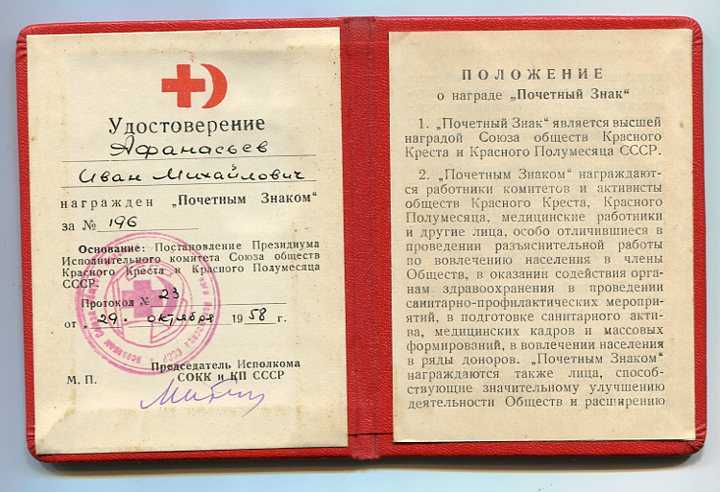 Удостоверение
Афанасьев
Иван Михайлович
награжден „Почетным Знаком"
за № 196
Основание: Постановление Президиума
Исполнительного комитета Союза обществ
Красного Креста и Красного Полумесяца
СССР.
Протокол № 23
от „29" октября 1958 г.
Председатель Исполкома
М. П. СОКК и КП СССР
ПОЛОЖЕНИЕ
о награде „Почетный Знак"
1. „Почетный Знак" является высшей
наградой Союза обществ Красного
Креста и Красного Полумесяца СССР.
2. „Почетным Знаком" награждают-
ся работники комитетов и активисты
обществ Красного Креста, Красного
Полумесяца, медицинские работники
и другие лица, особо отличившиеся в
проведении разъяснительной работы
по вовлечению населения в члены
Обществ, в оказании содействия орга-
нам здравоохранения в проведении
санитарно-профилактических меропри-
ятий, в подготовке санитарного акти-
ва, медицинских кадров и массовых
формирований, в вовлечении населения
в ряды доноров. „Почетным Знаком"
награждаются также лица, способ-
ствующие значительному улучшению
деятельности Обществ и расширению